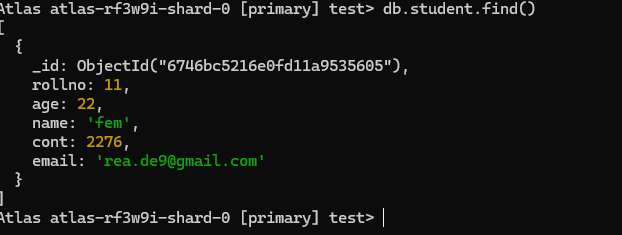 Atlas atlas-rf3w9i-shard-0 [primary] test> db.student.find()
[
  {
    _id: ObjectId("6746bc5216e0fd11a9535605"),
    rollno: 11,
    age: 22,
    name: 'fem',
    cont: 2276,
    email: 'rea.de9@gmail.com'
  }
]
Atlas atlas-rf3w9i-shard-0 [primary] test>